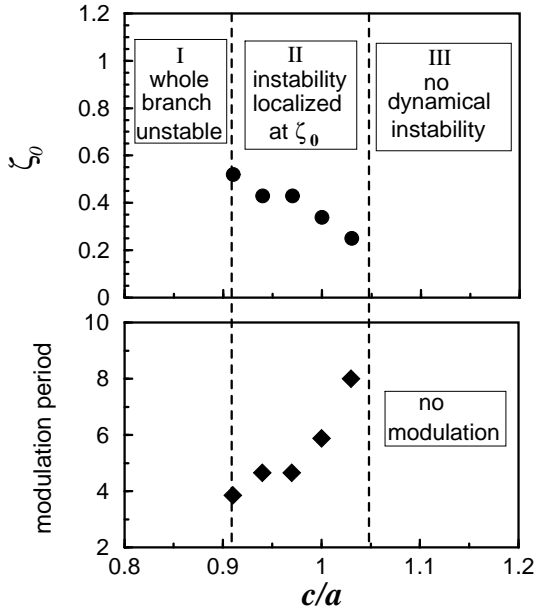 1.2
1
0.8
0.6
0.4
0.2
0
ζ0
I
whole
branch
unstable
II
instability
localized
at ζ0
III
no
dynamical
instability
10
8
6
4
2
modulation period
no
modulation
0.8
0.9
1
1.1
1.2
c/a